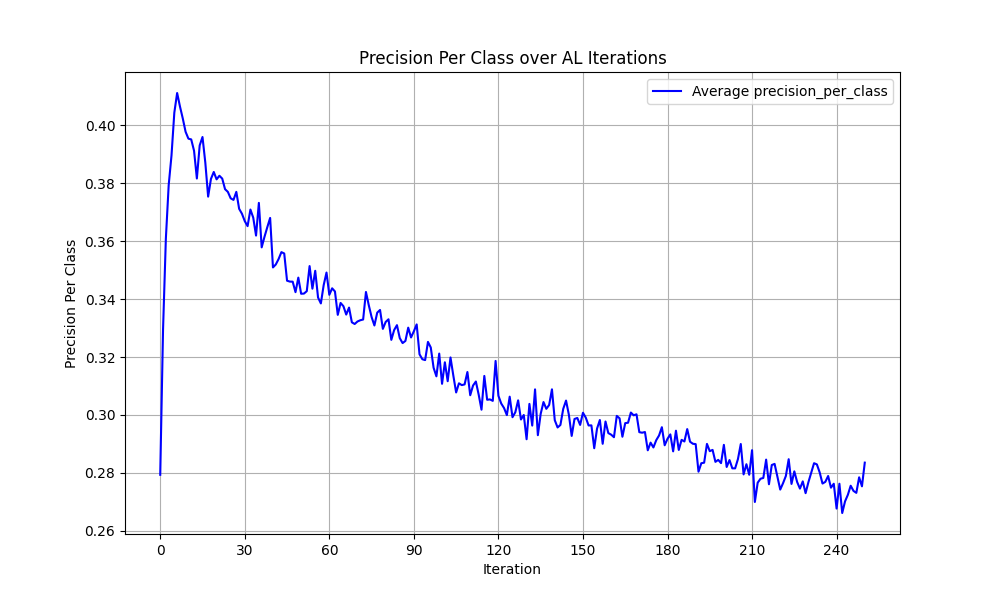 Precision Per Class over AL Iterations
Average precision_per_class
Precision Per Class
0.40
0.38
0.36
0.34
0.32
0.30
0.28
0.26
0 30 60 90 120 150 180 210 240
Iteration